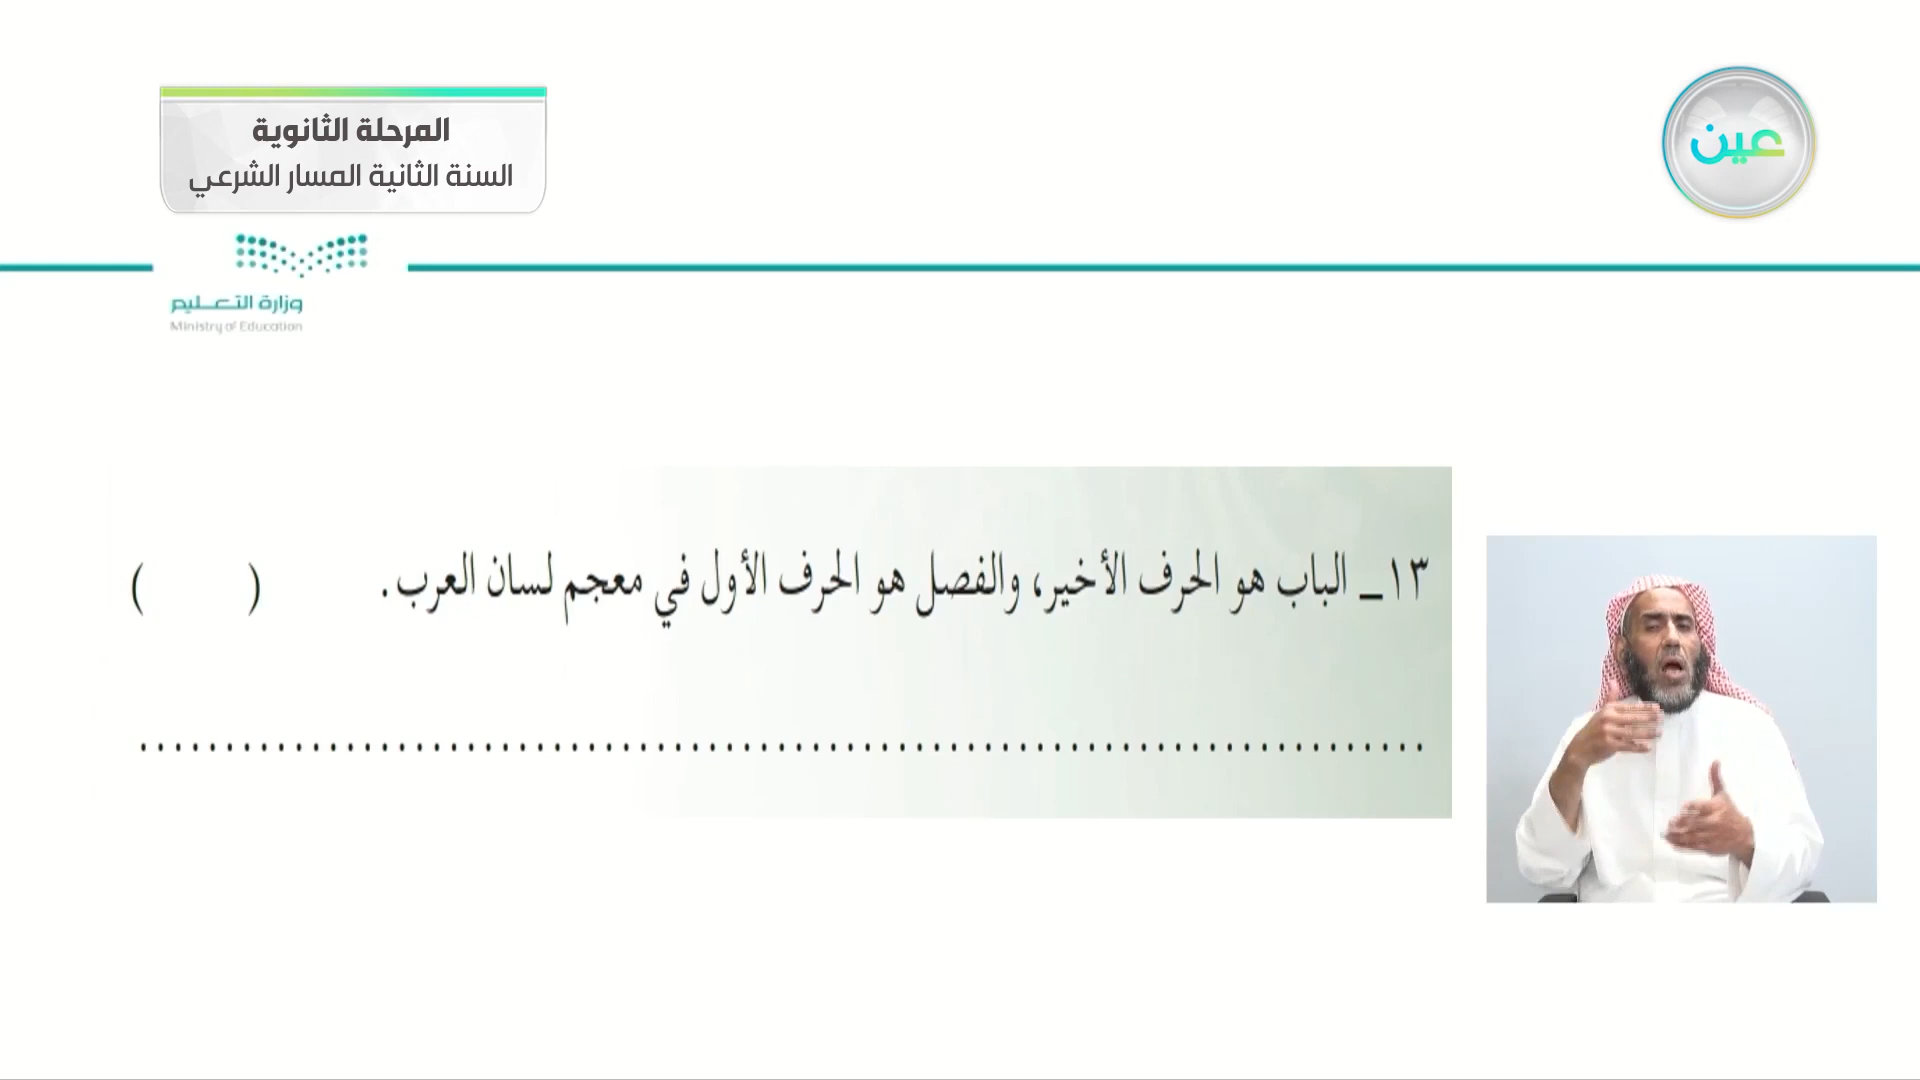 المرحلة الثانوية
السنة الثانية المسار الشرعي
عين
وزارة التعليم
Ministry of Education
١٣ـ الباب هو الحرف الأخير، والفصل هو الحرف الأول في معجم لسان العرب. ( )